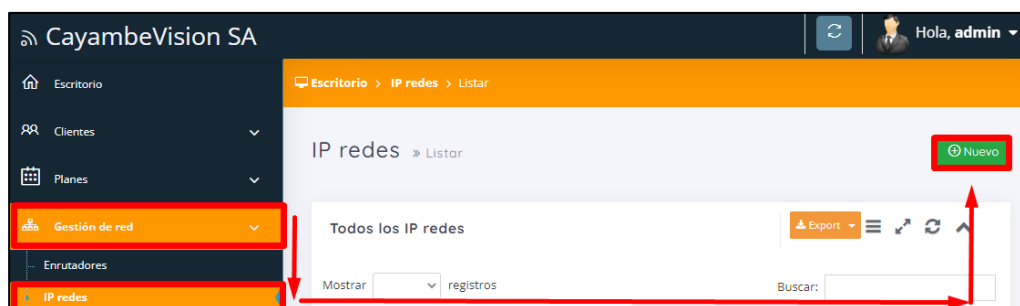 CayambeVision SA
Hola, admin
Escritorio
Clientes
Planes
Gestión de red
Enrutadores
IP redes
Escritorio > IP redes > Listar
IP redes » Listar
Nuevo
Todos los IP redes
Export
Mostrar registros
Buscar: